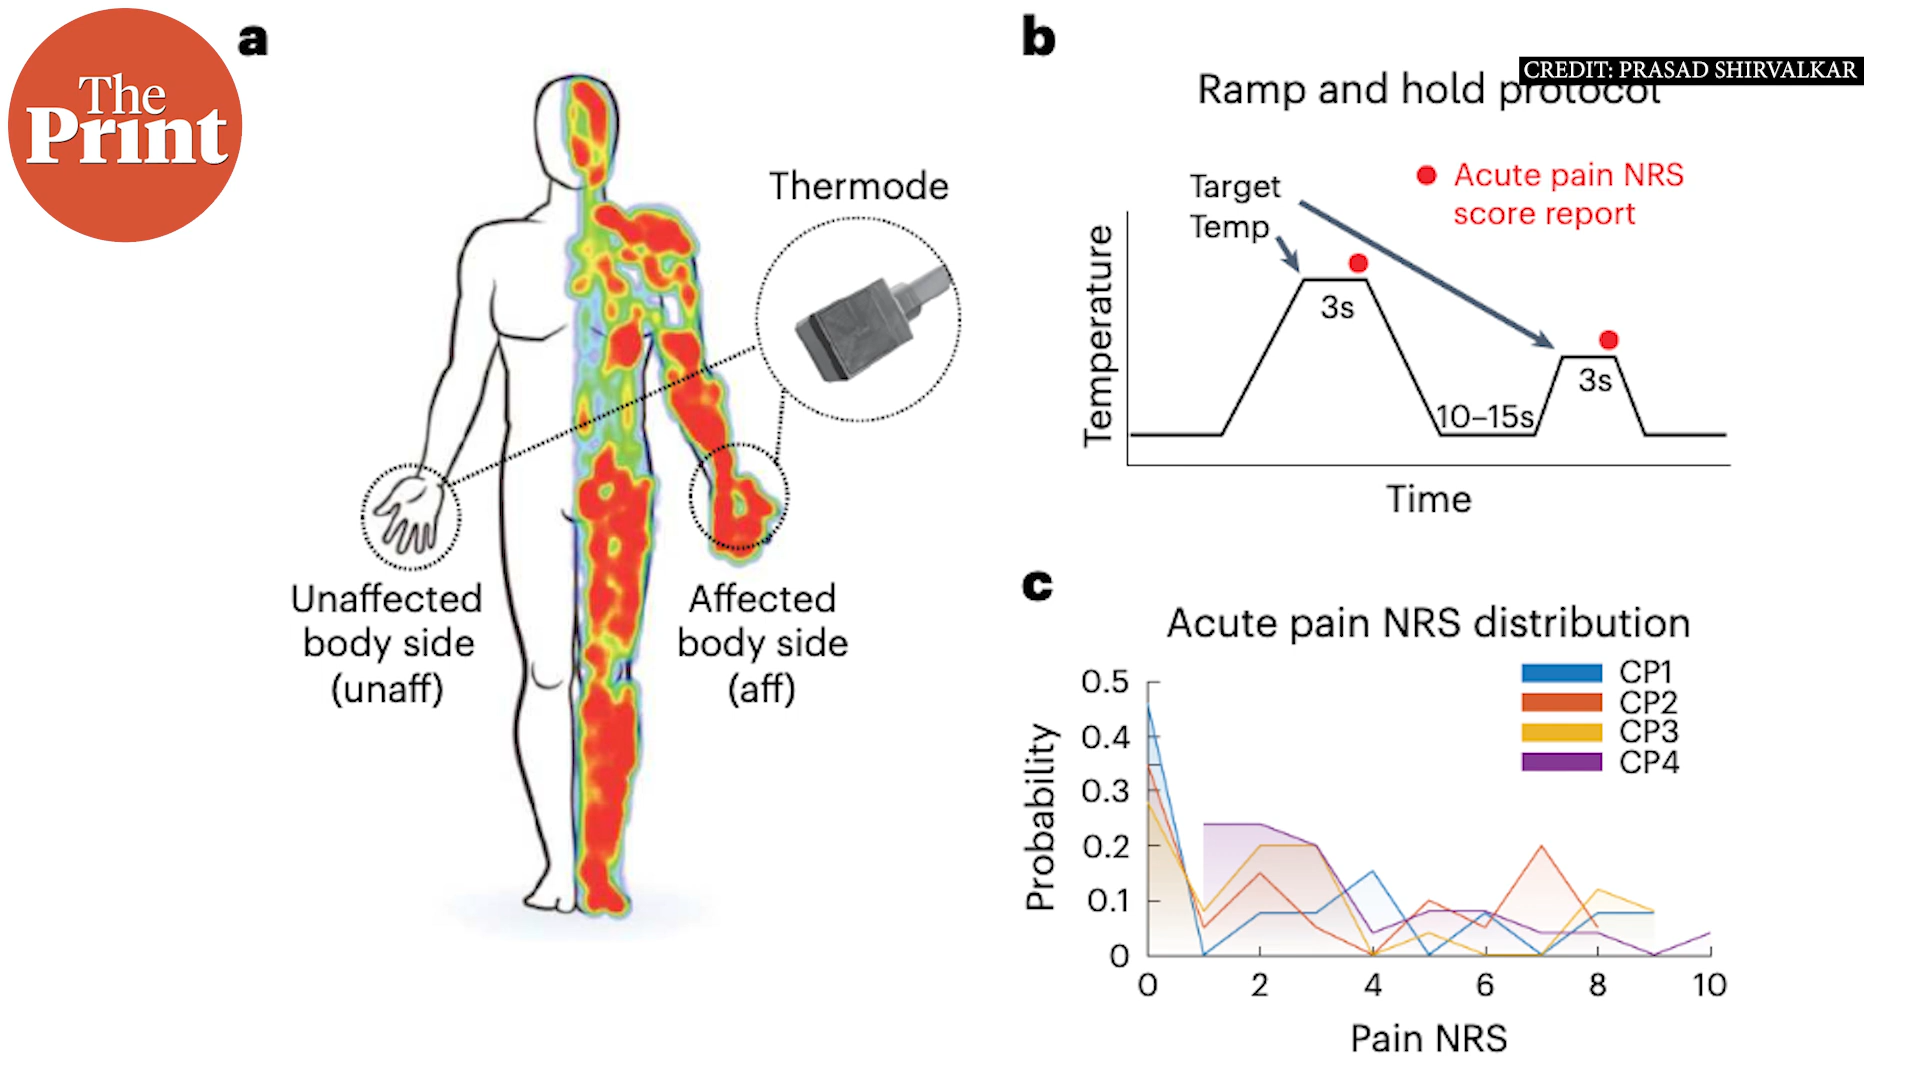 The
Print
a
Thermode
Unaffected
body side
(unaff)
Affected
body side
(aff)
b
CREDIT: PRASAD SHIRVALKAR
Ramp and hold protocol
Target
Temp
Acute pain NRS
score report
Temperature
3s
10–15s
3s
Time
c
Acute pain NRS distribution
CP1
CP2
CP3
CP4
Probability
0.5
0.4
0.3
0.2
0.1
0
0 2 4 6 8 10
Pain NRS